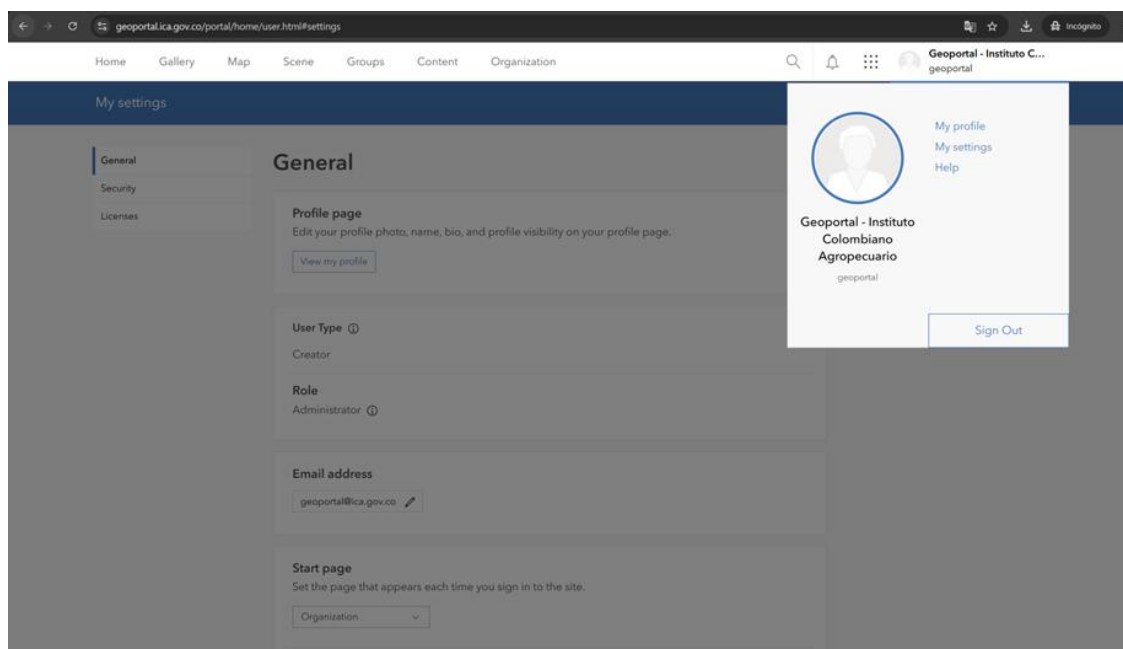 geoportal.ica.gov.co/portal/home/user.html#settings
Incógnito
Home Gallery Map Scene Groups Content Organization
Geoportal - Instituto C...
geoportal
My settings
General
Security
Licenses
General
Profile page
Edit your profile photo, name, bio, and profile visibility on your profile page.
View my profile
User Type
Creator
Role
Administrator
Email address
geoportal@ica.gov.co
Start page
Set the page that appears each time you sign in to the site.
Organization
My profile
My settings
Help
Geoportal - Instituto
Colombiano
Agropecuario
geoportal
Sign Out